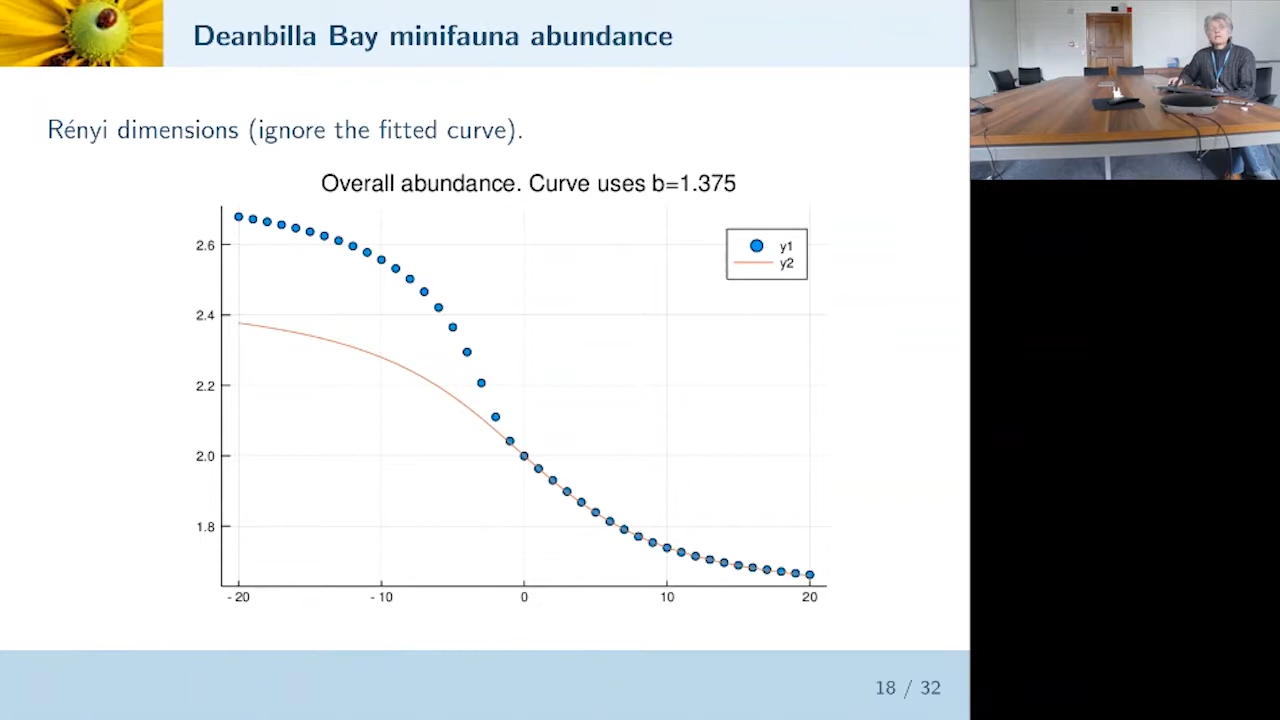 Deanbilla Bay minifauna abundance
Rényi dimensions (ignore the fitted curve).
Overall abundance. Curve uses b=1.375
2.6
2.4
2.2
2.0
1.8
y1
y2
- 20
- 10
0
10
20
18 / 32